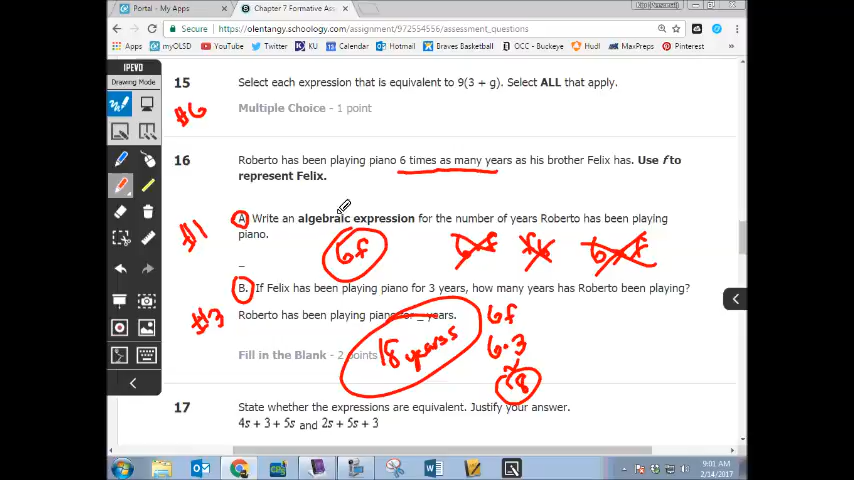 Portal - My Apps
Chapter 7 Formative Ass
https://olentangy.schoology.com/assignment/972554556/assessment_questions
Apps
myOLSD
YouTube
Twitter
KU
Calendar
Hotmail
Braves Basketball
OCC - Buckeye
HudlHuddle
MaxPreps
Pinterest
IPEVO
Drawing Mode
15
Select each expression that is equivalent to 9(3 + g). Select ALL that apply.
#6
Multiple Choice - 1 point
16
Roberto has been playing piano 6 times as many years as his brother Felix has. Use f to
represent Felix.
#1
A. Write an algebraic expression for the number of years Roberto has been playing
piano.
6f
_
B. If Felix has been playing piano for 3 years, how many years has Roberto been playing?
#3
Roberto has been playing piano for _ years.
6f
18 years
6·3
18
Fill in the Blank - 2 points
17
State whether the expressions are equivalent. Justify your answer.
4s + 3 + 5s and 2s + 5s + 3
9:01 AM
2/14/2017